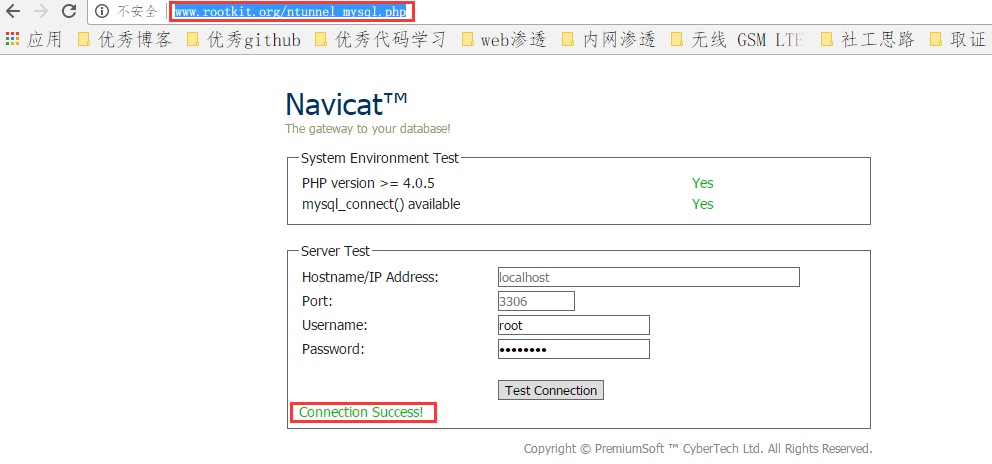 不安全 www.rootkit.org/ntunnel_mysql.php
应用 优秀博客 优秀github 优秀代码学习 web渗透 内网渗透 无线 GSM LTE 社工思路 取证
Navicat™
The gateway to your database!
System Environment Test
PHP version >= 4.0.5 Yes
mysql_connect() available Yes
Server Test
Hostname/IP Address: localhost
Port: 3306
Username: root
Password: ••••••••
Test Connection
Connection Success!
Copyright © PremiumSoft ™ CyberTech Ltd. All Rights Reserved.